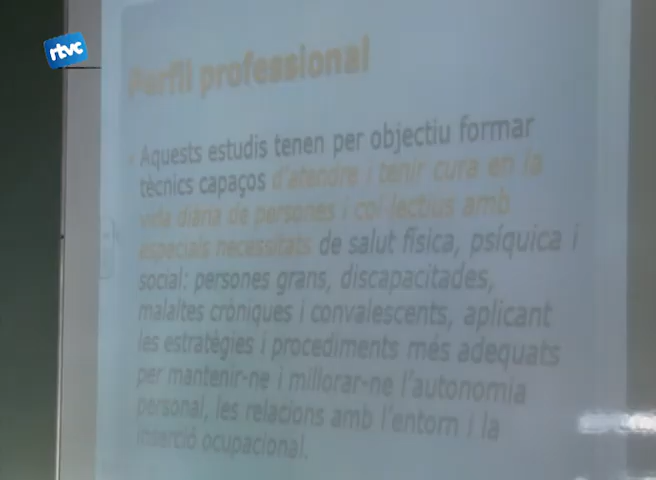 rtvc
Perfil professional
• Aquests estudis tenen per objectiu formar
tècnics capaços d'atendre i tenir cura en la
vida diària de persones i col·lectius amb
especials necessitats de salut física, psíquica i
social: persones grans, discapacitades,
malaltes cròniques i convalescents, aplicant
les estratègies i procediments més adequats
per mantenir-ne i millorar-ne l'autonomia
personal, les relacions amb l'entorn i la
inserció ocupacional.